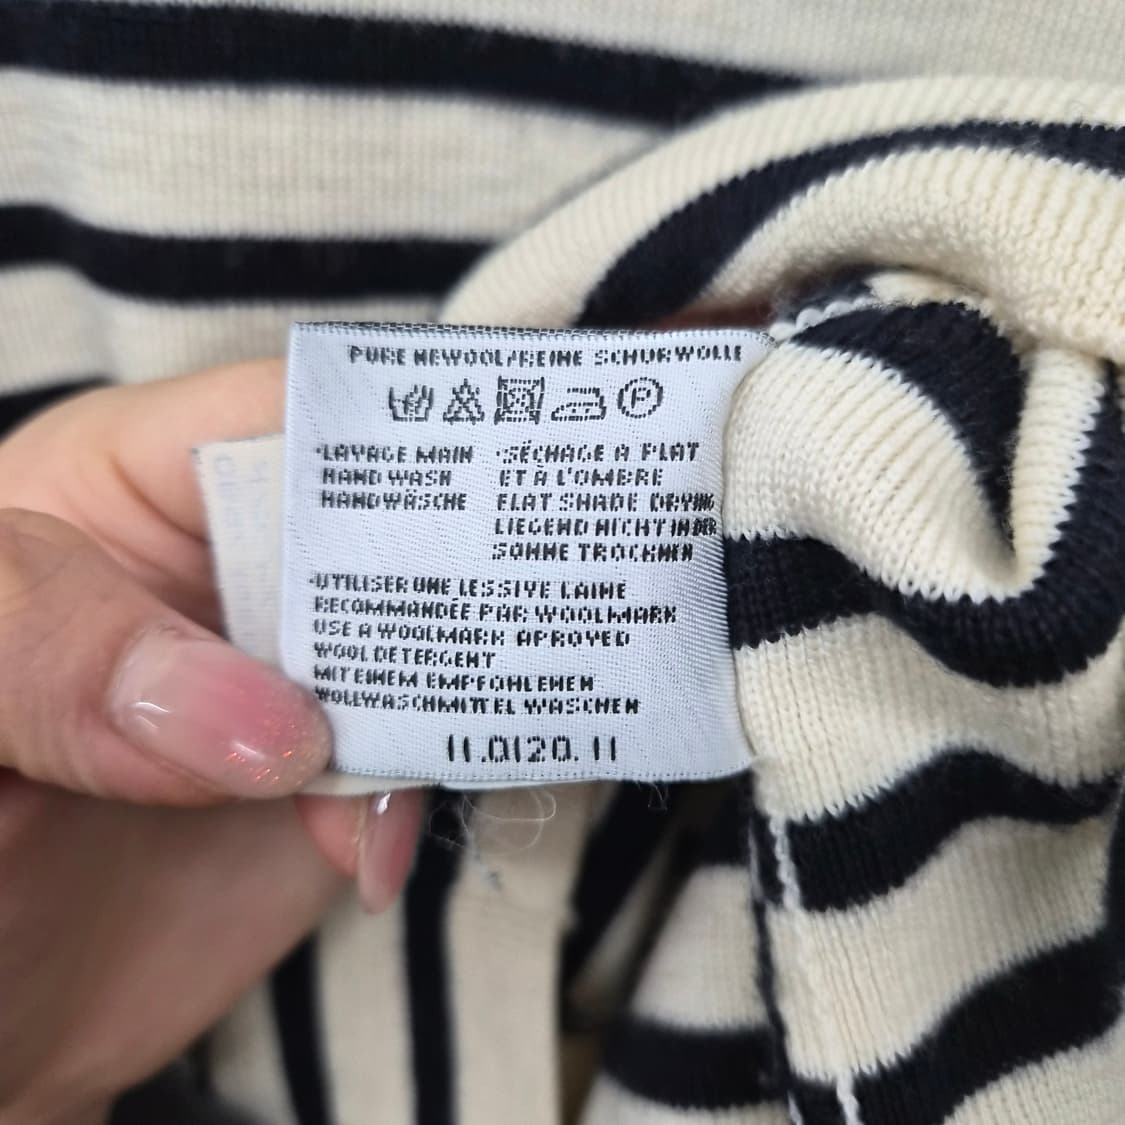 PURE NEWOOL/REINE SCHURWOLLE
P
·LAVAGE MAIN
HAND WASH
HANDWÄSCHE
·SÉCHAGE A PLAT
ET À L'OMBRE
FLAT SHADE DRYING
LIEGEND NICHT IN DER
SONNE TROCKNEN
·UTILISER UNE LESSIVE LAINE
RECOMMANDÉE PAR WOOLMARK
USE A WOOLMARK APROVED
WOOL DETERGENT
MIT EINEM EMPFOHLENEN
WOLLWASCHMITTEL WASCHEN
11.0120.11